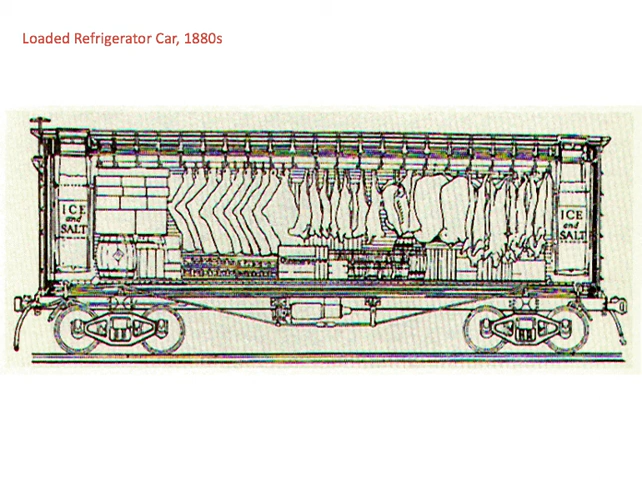 Loaded Refrigerator Car, 1880s
ICE
and
SALT
ICE
and
SALT